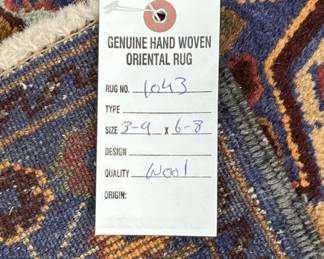 GENUINE HAND WOVEN
ORIENTAL RUG
RUG NO. 1043
TYPE
SIZE 3-9 x 6-8
DESIGN
QUALITY Wool
ORIGIN: